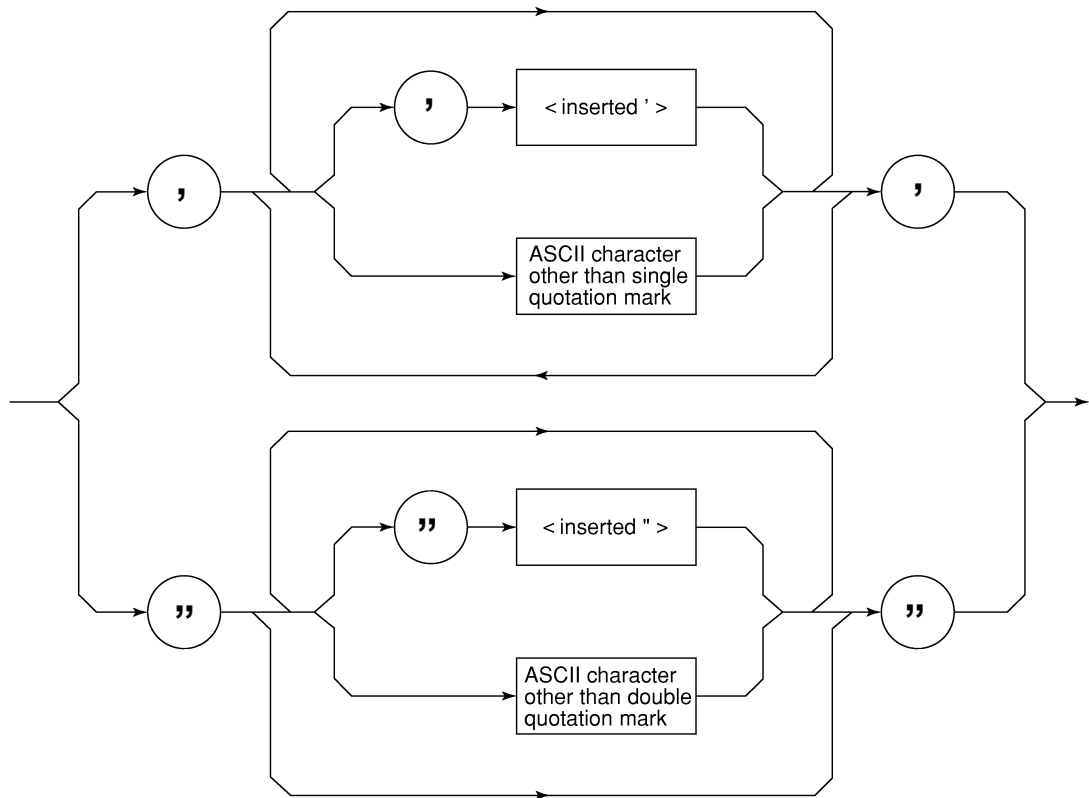 ’
< inserted ' >
’
’
ASCII character
other than single
quotation mark
”
< inserted " >
”
”
ASCII character
other than double
quotation mark